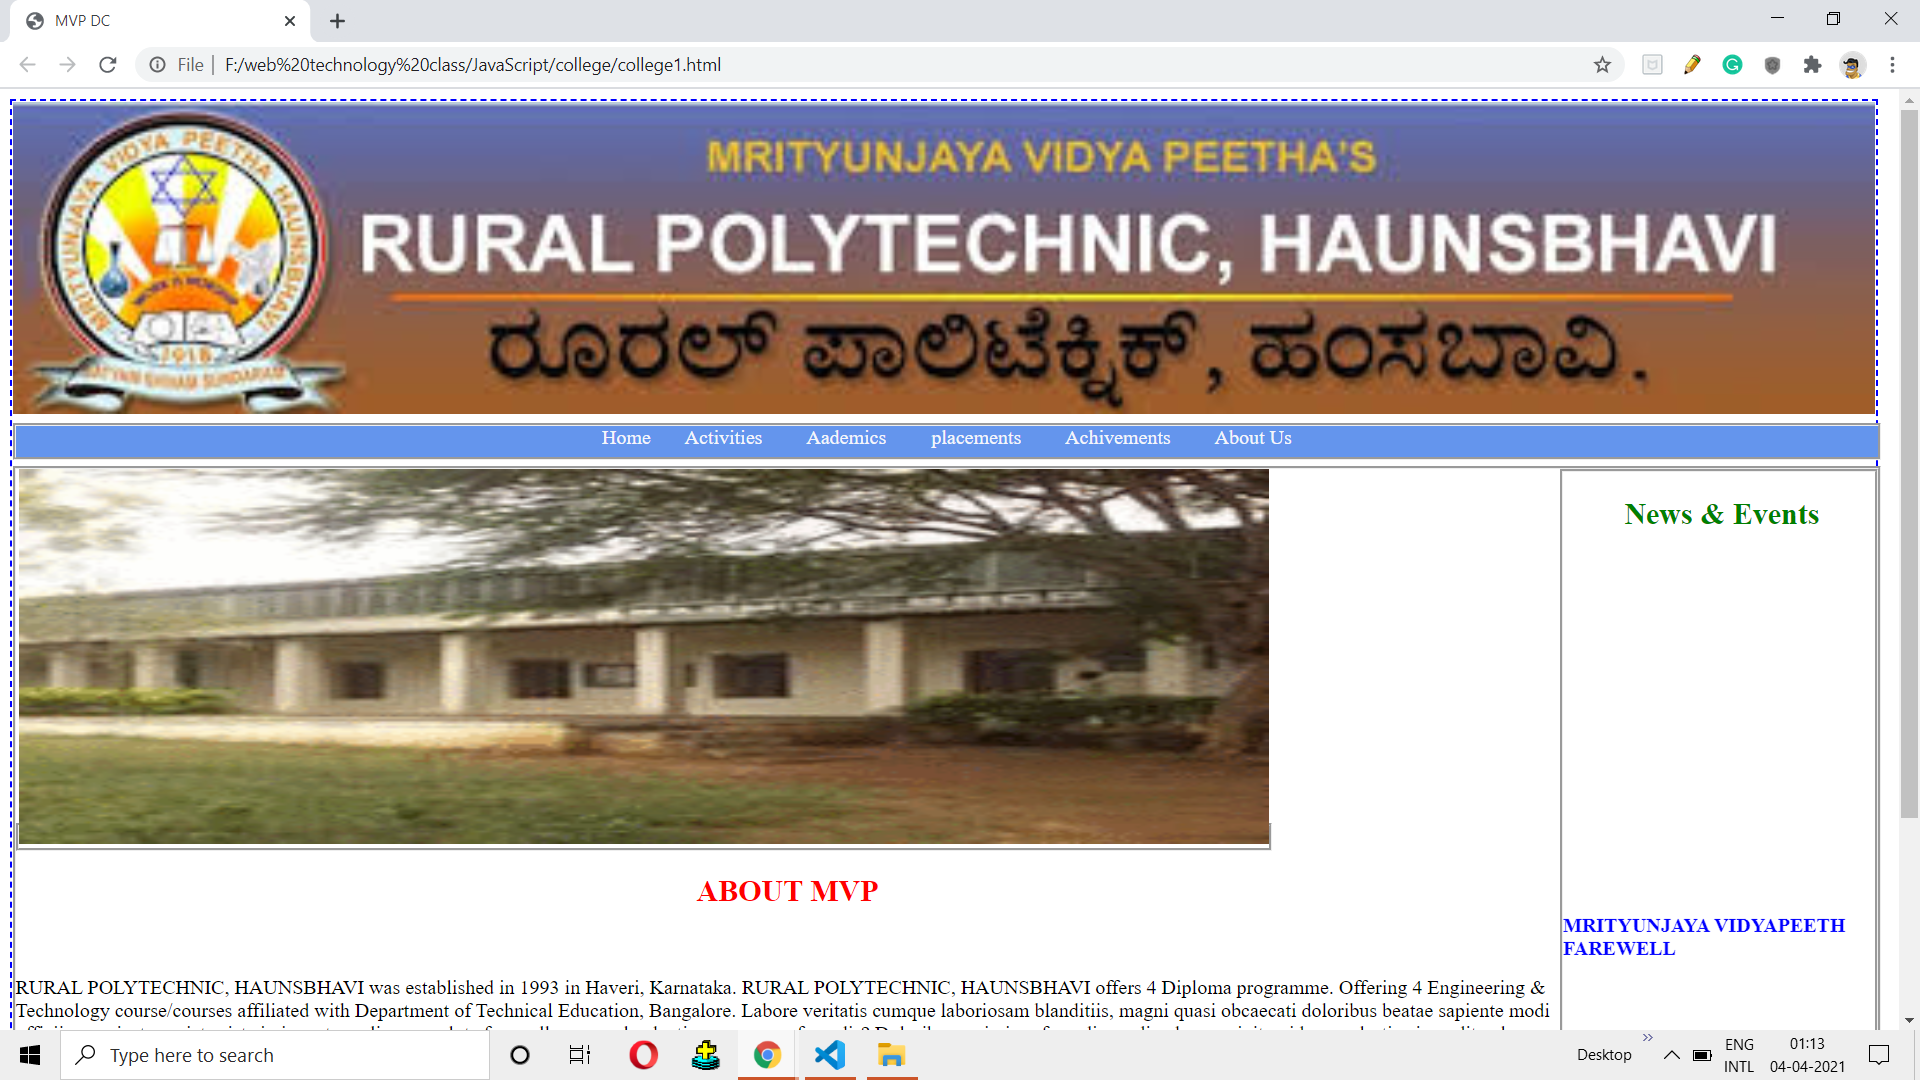 MVP DC
File
F:/web%20technology%20class/JavaScript/college/college1.html
MRITYUNJAYA VIDYA PEETHA HAUNSBHAVI
1918
SATYAM SHIVAM SUNDARAM
MRITYUNJAYA VIDYA PEETHA'S
RURAL POLYTECHNIC, HAUNSBHAVI
ರೂರಲ್ ಪಾಲಿಟೆಕ್ನಿಕ್, ಹಂಸಬಾವಿ.
Home Activities Aademics placements Achivements About Us
News & Events
ABOUT MVP
MRITYUNJAYA VIDYAPEETH
FAREWELL
RURAL POLYTECHNIC, HAUNSBHAVI was established in 1993 in Haveri, Karnataka. RURAL POLYTECHNIC, HAUNSBHAVI offers 4 Diploma programme. Offering 4 Engineering &
Technology course/courses affiliated with Department of Technical Education, Bangalore. Labore veritatis cumque laboriosam blanditiis, magni quasi obcaecati doloribus beatae sapiente modi
Type here to search
Desktop
ENG
INTL
01:13
04-04-2021